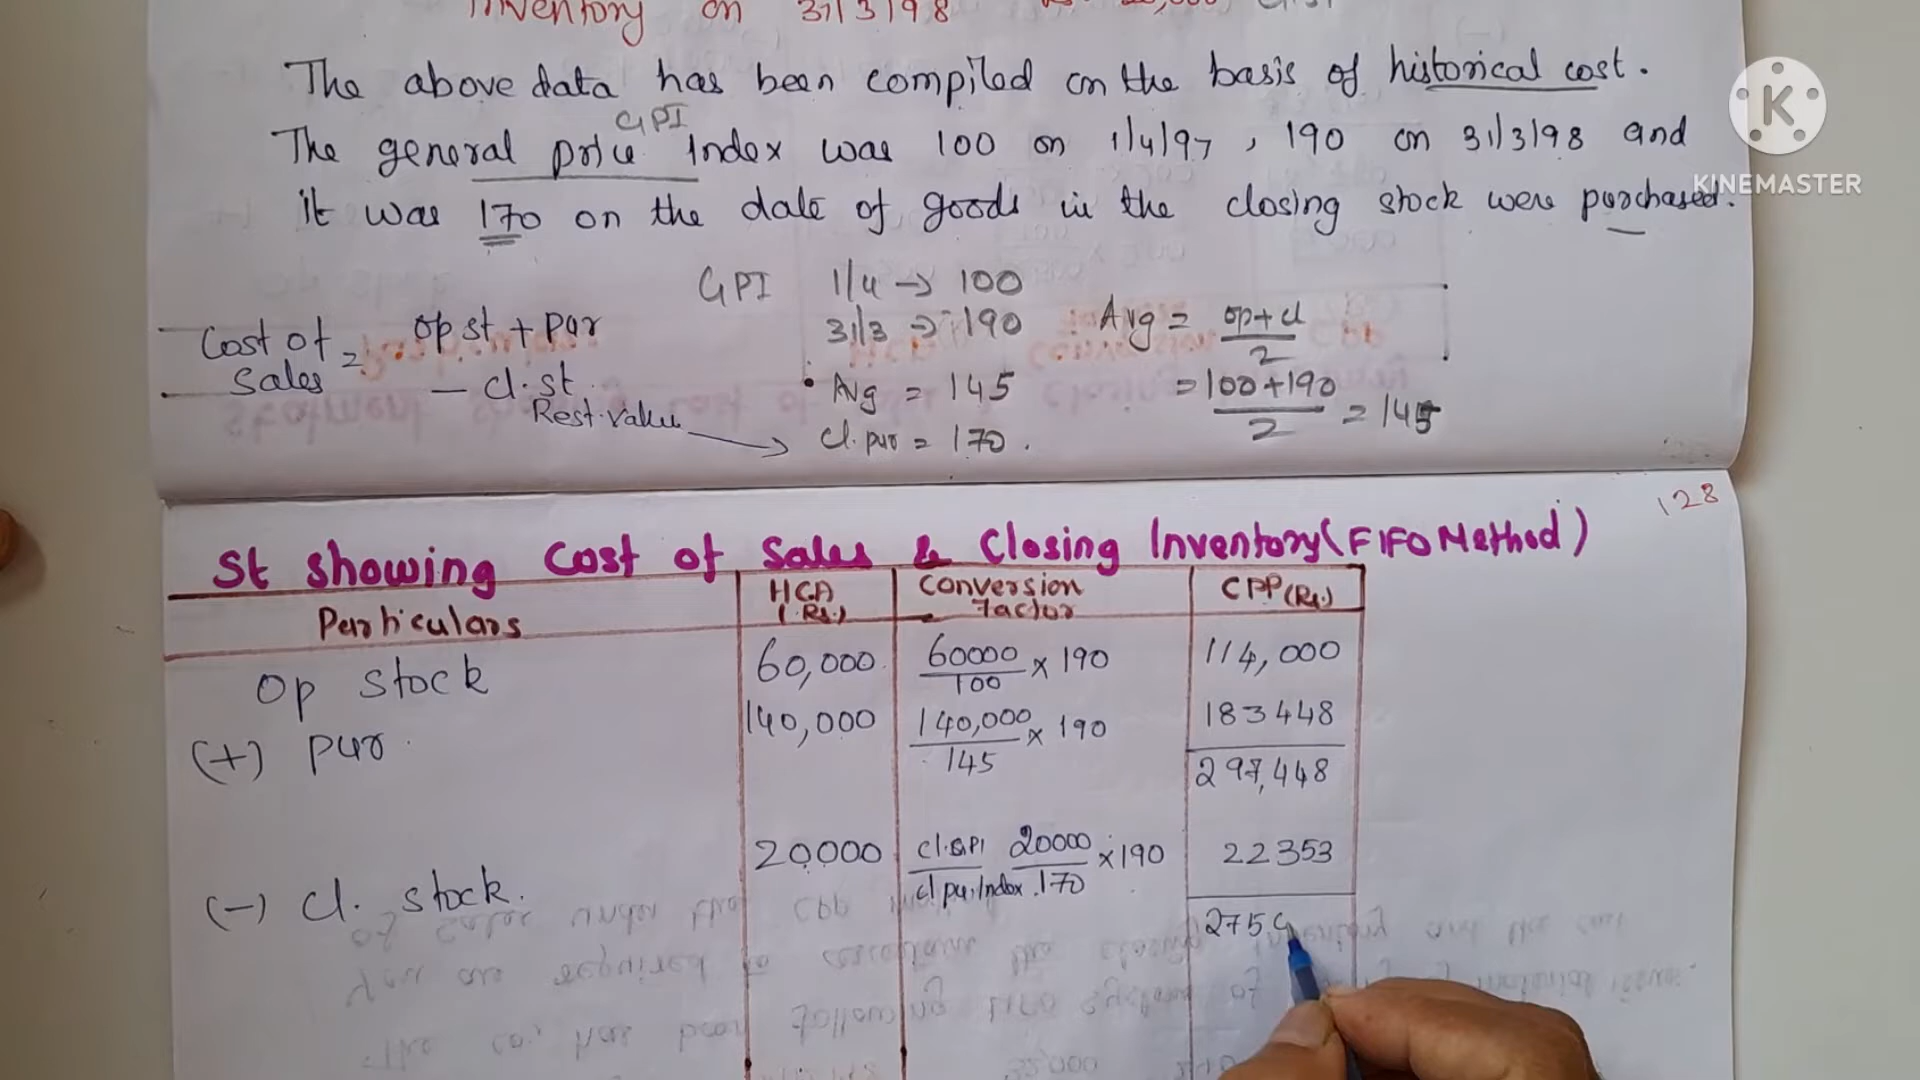 Inventory on 31/3/98
The above data has been compiled on the basis of historical cost.
GPI
The general price Index was 100 on 1/4/97, 190 on 31/3/98 and
it was 170 on the date of goods in the closing stock were purchased.
KINEMASTER
GPI 1/4 → 100
31/3 → 190
Avg = 145
cl. pur = 170.
Avg = op + cl / 2
= 100 + 190 / 2 = 145
Cost of Sales = op st + pur
- cl. st.
Rest. value
128
St showing Cost of Sales & Closing Inventory (FIFO Method)
Particulars HCA (Rs.) Conversion factor CPP (Rs.)
Op stock 60,000 60000 / 100 × 190 114,000
(+) pur. 140,000 140,000 / 145 × 190 183448
297,448
(-) cl. stock. 20000 cl. GPI / cl pur. Index 20000 / 170 × 190 22353
275